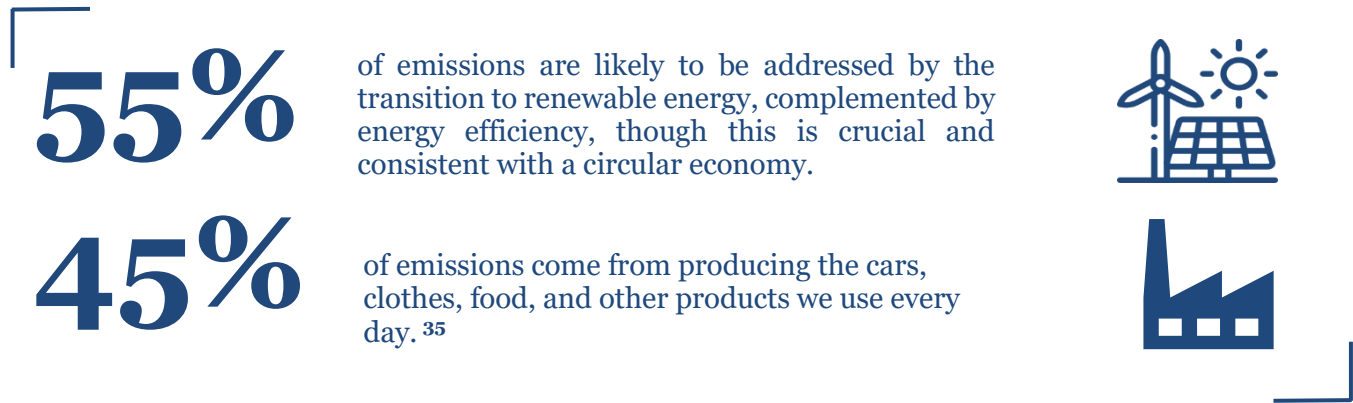 55%
of emissions are likely to be addressed by the
transition to renewable energy, complemented by
energy efficiency, though this is crucial and
consistent with a circular economy.
45%
of emissions come from producing the cars,
clothes, food, and other products we use every
day. 35